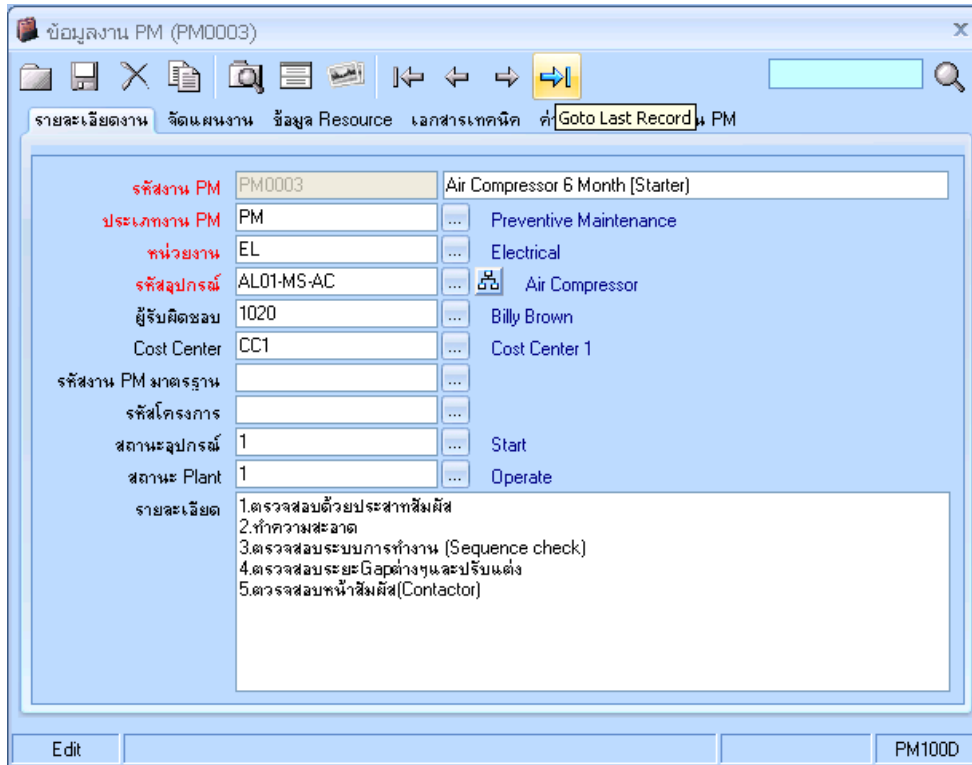 ข้อมูลงาน PM (PM0003)
X
รายละเอียดงาน จัดแผนงาน ข้อมูล Resource เอกสารเทคนิค Goto Last Record PM
รหัสงาน PM PM0003 Air Compressor 6 Month (Starter)
ประเภทงาน PM PM ... Preventive Maintenance
หน่วยงาน EL ... Electrical
รหัสอุปกรณ์ AL01-MS-AC ... Air Compressor
ผู้รับผิดชอบ 1020 ... Billy Brown
Cost Center CC1 ... Cost Center 1
รหัสงาน PM มาตรฐาน ...
รหัสโครงการ ...
สถานะอุปกรณ์ 1 ... Start
สถานะ Plant 1 ... Operate
รายละเอียด 1.ตรวจสอบด้วยประสาทสัมผัส
2.ทำความสะอาด
3.ตรวจสอบระบบการทำงาน (Sequence check)
4.ตรวจสอบระยะGapต่างๆและปรับแต่ง
5.ตวรจสอบหน้าสัมผัส(Contactor)
Edit PM100D